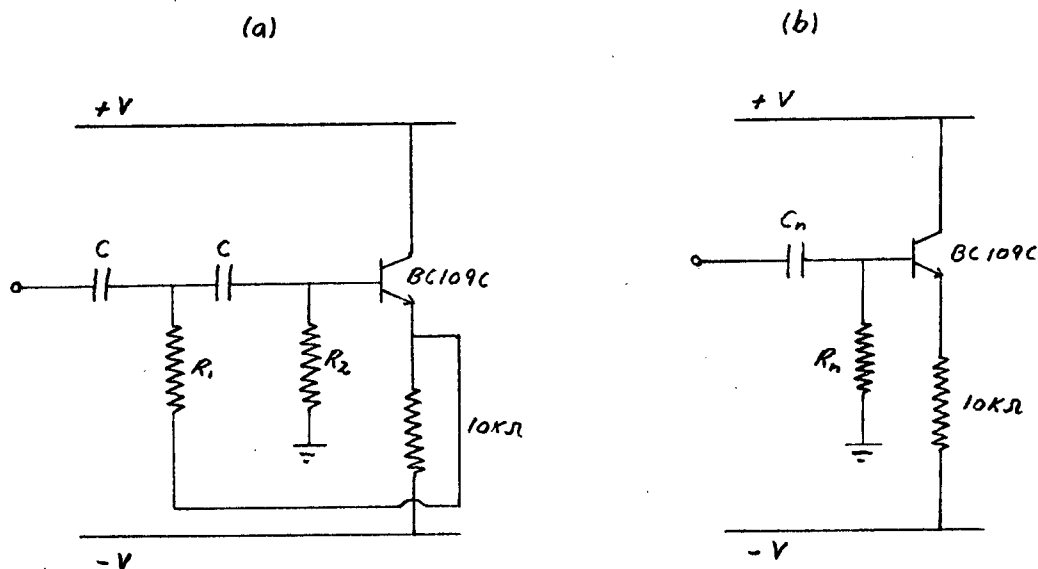 (a)
+V
C
C
BC109C
R1
R2
10KΩ
-V
(b)
+V
Cn
BC109C
Rn
10KΩ
-V